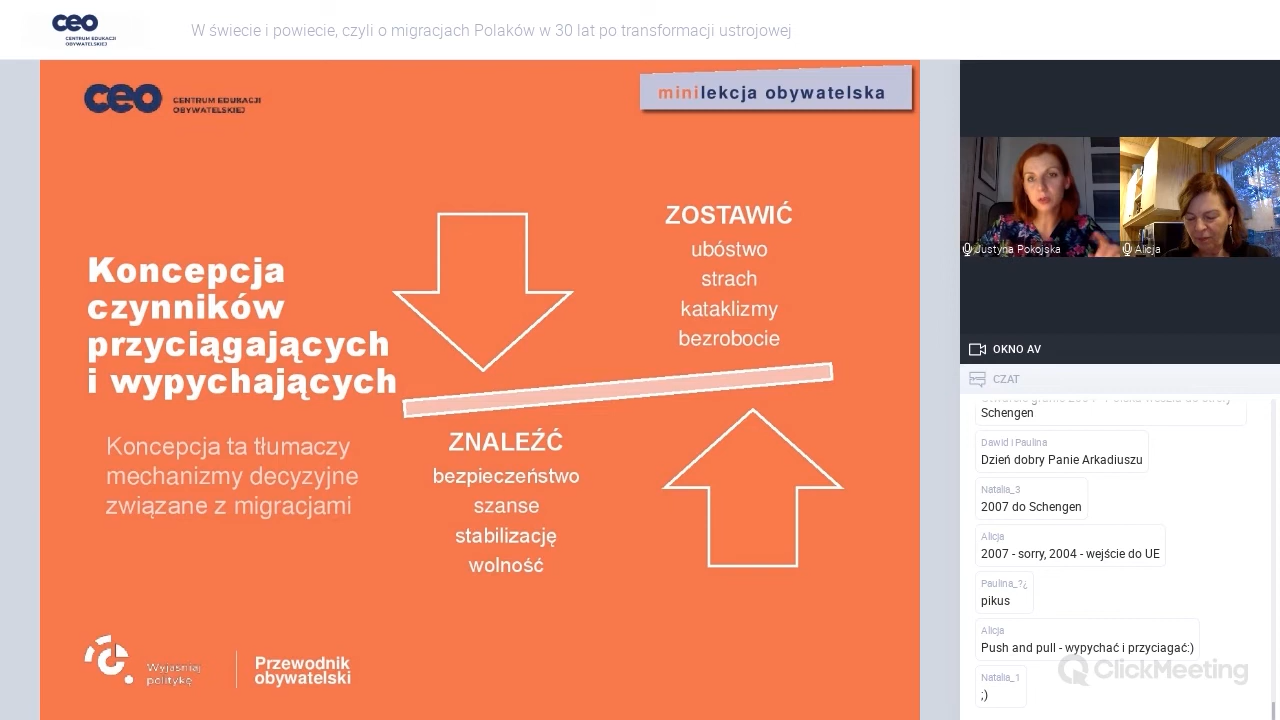 ceo
CENTRUM EDUKACJI
OBYWATELSKIEJ
W świecie i powiecie, czyli o migracjach Polaków w 30 lat po transformacji ustrojowej
ceo
CENTRUM EDUKACJI
OBYWATELSKIEJ
minilekcja obywatelska
Koncepcja
czynników
przyciągających
i wypychających
Koncepcja ta tłumaczy
mechanizmy decyzyjne
związane z migracjami
ZOSTAWIĆ
ubóstwo
strach
kataklizmy
bezrobocie
ZNALEŹĆ
bezpieczeństwo
szanse
stabilizację
wolność
Wyjaśniaj
politykę
Przewodnik
obywatelski
Justyna Pokojska
Alicja
OKNO AV
CZAT
Schengen
Dawid i Paulina
Dzień dobry Panie Arkadiuszu
Natalia_3
2007 do Schengen
Alicja
2007 - sorry, 2004 - wejście do UE
Paulina_?¿
pikus
Alicja
Push and pull - wypychać i przyciagać:)
Natalia_1
;)
ClickMeeting